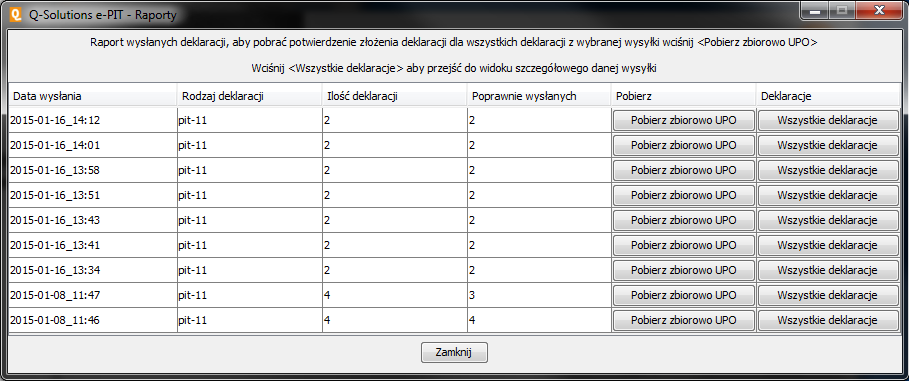 Q-Solutions e-PIT - Raporty
Raport wysłanych deklaracji, aby pobrać potwierdzenie złożenia deklaracji dla wszystkich deklaracji z wybranej wysyłki wciśnij <Pobierz zbiorowo UPO>
Wciśnij <Wszystkie deklaracje> aby przejść do widoku szczegółowego danej wysyłki
Data wysłania Rodzaj deklaracji Ilość deklaracji Poprawnie wysłanych Pobierz Deklaracje
2015-01-16_14:12 pit-11 2 2 Pobierz zbiorowo UPO Wszystkie deklaracje
2015-01-16_14:01 pit-11 2 2 Pobierz zbiorowo UPO Wszystkie deklaracje
2015-01-16_13:58 pit-11 2 2 Pobierz zbiorowo UPO Wszystkie deklaracje
2015-01-16_13:51 pit-11 2 2 Pobierz zbiorowo UPO Wszystkie deklaracje
2015-01-16_13:43 pit-11 2 2 Pobierz zbiorowo UPO Wszystkie deklaracje
2015-01-16_13:41 pit-11 2 2 Pobierz zbiorowo UPO Wszystkie deklaracje
2015-01-16_13:34 pit-11 2 2 Pobierz zbiorowo UPO Wszystkie deklaracje
2015-01-08_11:47 pit-11 4 3 Pobierz zbiorowo UPO Wszystkie deklaracje
2015-01-08_11:46 pit-11 4 4 Pobierz zbiorowo UPO Wszystkie deklaracje
Zamknij